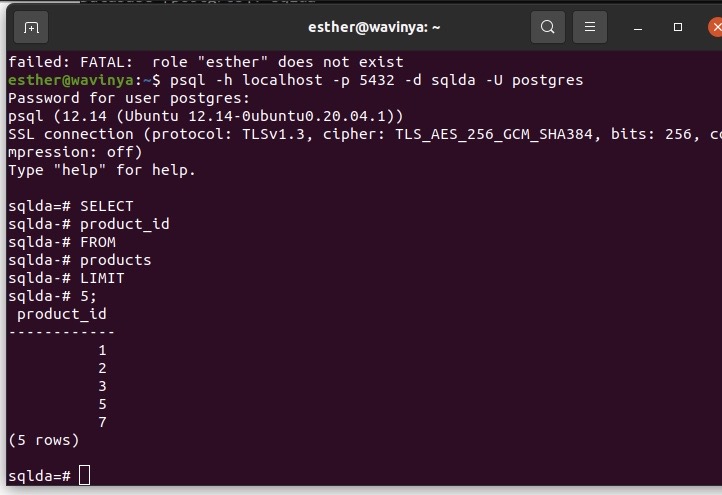 esther@wavinya: ~
failed: FATAL:  role "esther" does not exist
esther@wavinya:~$ psql -h localhost -p 5432 -d sqlda -U postgres
Password for user postgres:
psql (12.14 (Ubuntu 12.14-0ubuntu0.20.04.1))
SSL connection (protocol: TLSv1.3, cipher: TLS_AES_256_GCM_SHA384, bits: 256, co
mpression: off)
Type "help" for help.
sqlda=# SELECT
sqlda-# product_id
sqlda-# FROM
sqlda-# products
sqlda-# LIMIT
sqlda-# 5;
 product_id
------------
          1
          2
          3
          5
          7
(5 rows)
sqlda=#